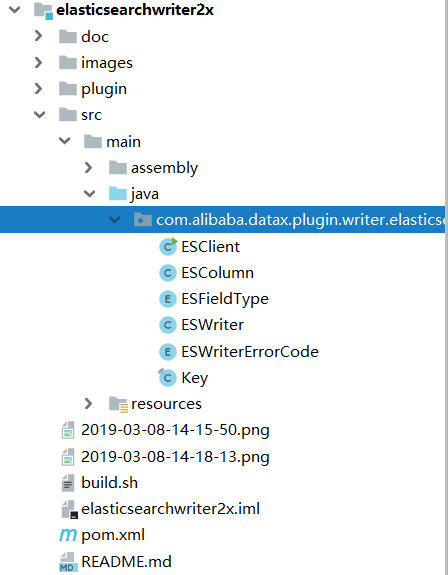 elasticsearchwriter2x
doc
images
plugin
src
main
assembly
java
com.alibaba.datax.plugin.writer.elastics
ESClient
ESColumn
ESFieldType
ESWriter
ESWriterErrorCode
Key
resources
2019-03-08-14-15-50.png
2019-03-08-14-18-13.png
build.sh
elasticsearchwriter2x.iml
pom.xml
README.md